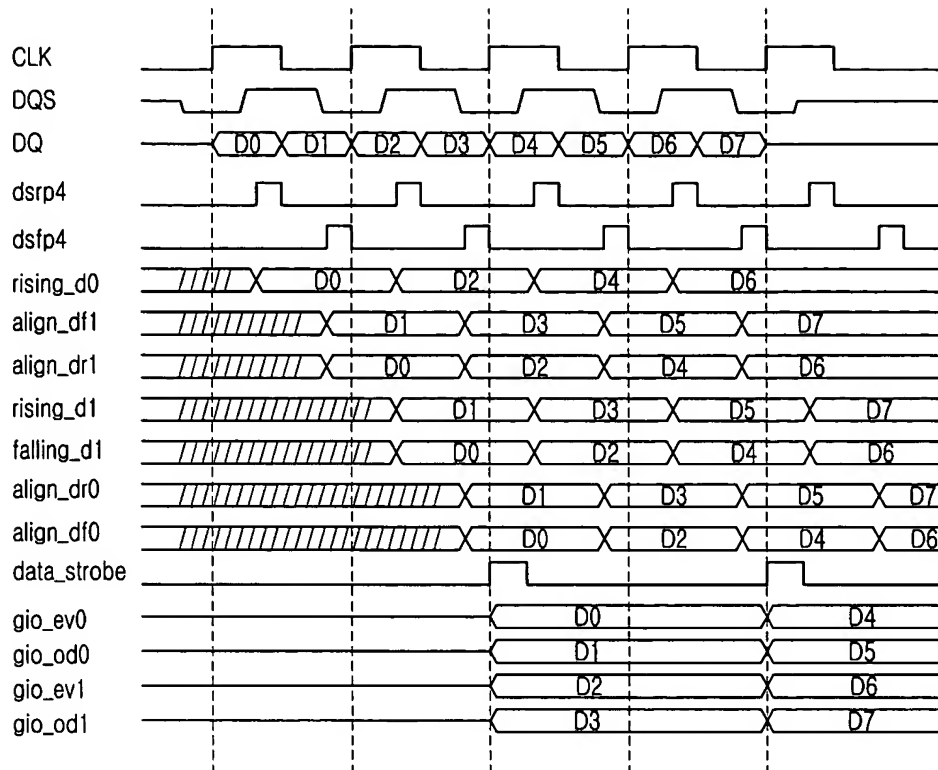 CLK
DQS
DQ D0 D1 D2 D3 D4 D5 D6 D7
dsrp4
dsfp4
rising_d0 D0 D2 D4 D6
align_df1 D1 D3 D5 D7
align_dr1 D0 D2 D4 D6
rising_d1 D1 D3 D5 D7
falling_d1 D0 D2 D4 D6
align_dr0 D1 D3 D5 D7
align_df0 D0 D2 D4 D6
data_strobe
gio_ev0 D0 D4
gio_od0 D1 D5
gio_ev1 D2 D6
gio_od1 D3 D7